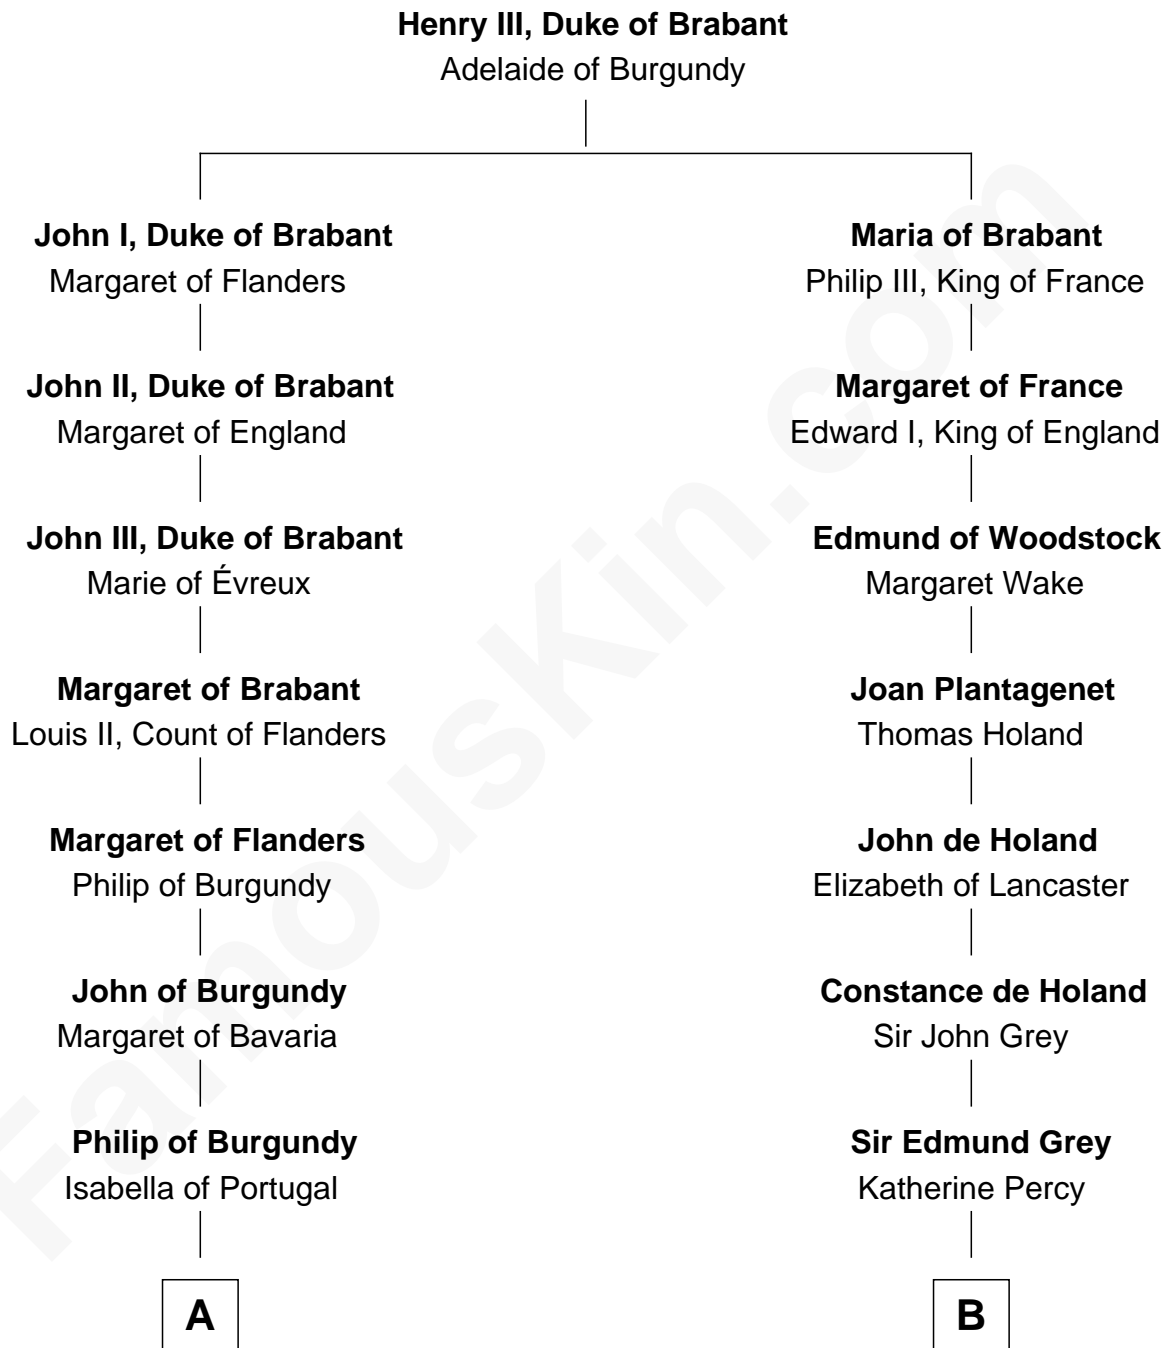 Henry III, Duke of Brabant
Adelaide of Burgundy
John I, Duke of Brabant
Margaret of Flanders
Maria of Brabant
Philip III, King of France
John II, Duke of Brabant
Margaret of England
Margaret of France
Edward I, King of England
John III, Duke of Brabant
Marie of Évreux
Edmund of Woodstock
Margaret Wake
Margaret of Brabant
Louis II, Count of Flanders
Joan Plantagenet
Thomas Holand
Margaret of Flanders
Philip of Burgundy
John de Holand
Elizabeth of Lancaster
John of Burgundy
Margaret of Bavaria
Constance de Holand
Sir John Grey
Philip of Burgundy
Isabella of Portugal
Sir Edmund Grey
Katherine Percy
A
B
FamousKin.com